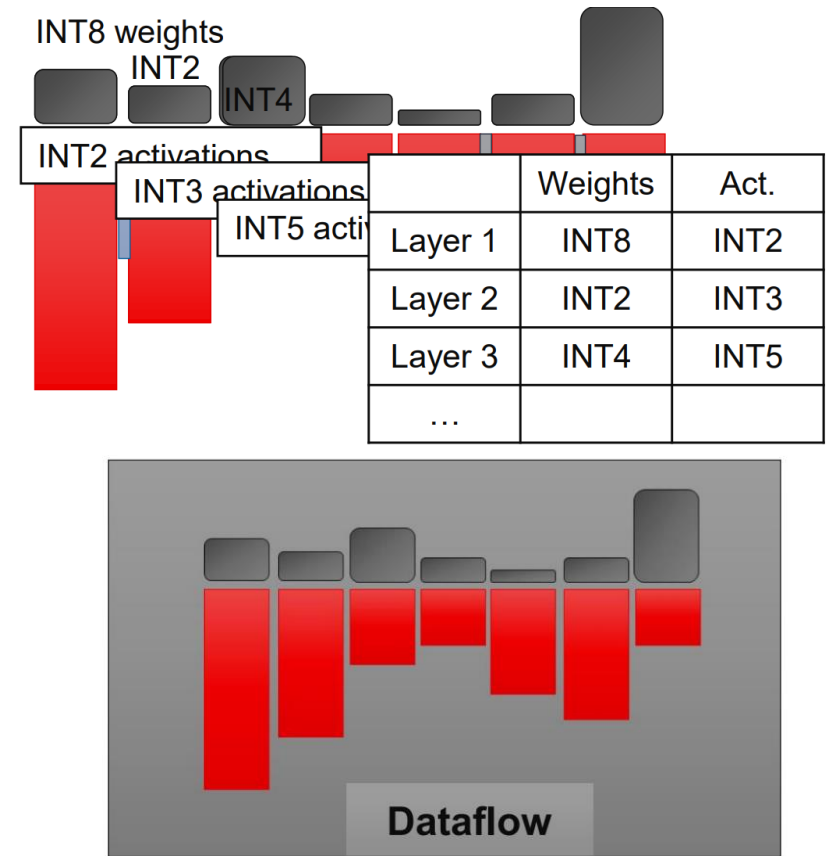 INT8 weights
INT2
INT4
INT2 activations
INT3 activations
INT5 acti
Weights Act.
Layer 1 INT8 INT2
Layer 2 INT2 INT3
Layer 3 INT4 INT5
…
Dataflow